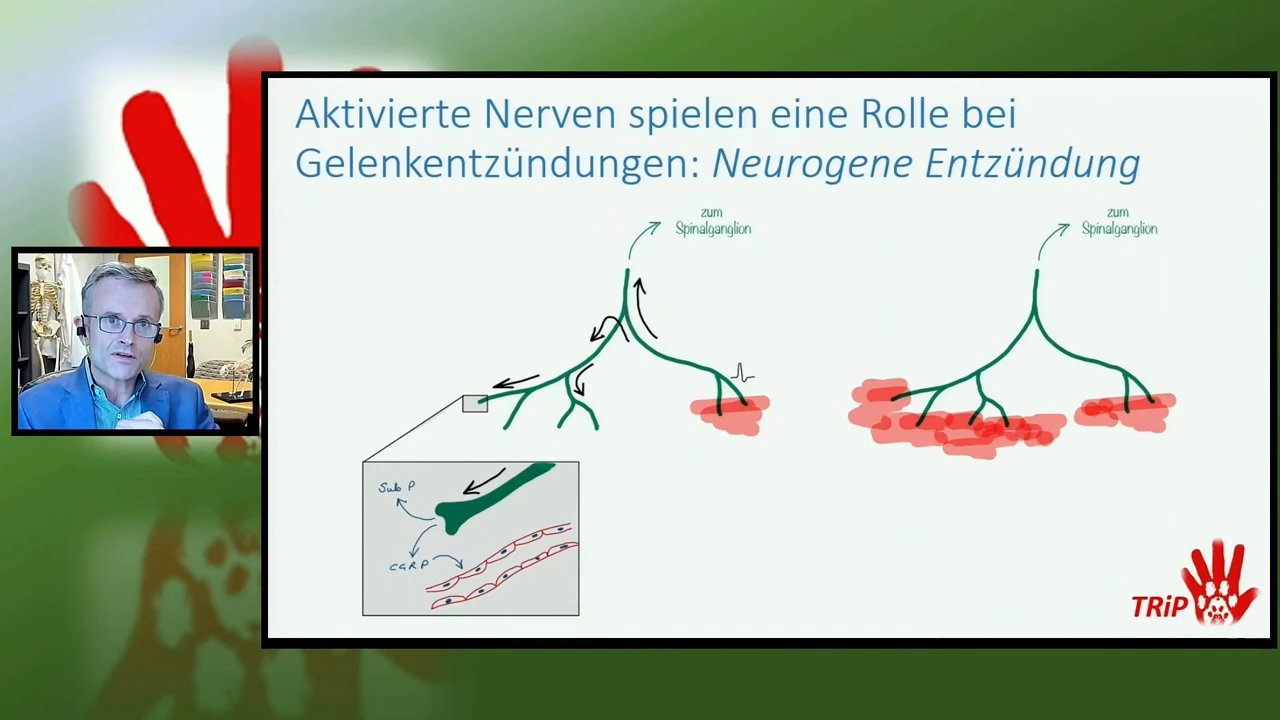 Aktivierte Nerven spielen eine Rolle bei
Gelenkentzündungen: Neurogene Entzündung
zum
Spinalganglion
zum
Spinalganglion
Sub P
CGRP
TRiP